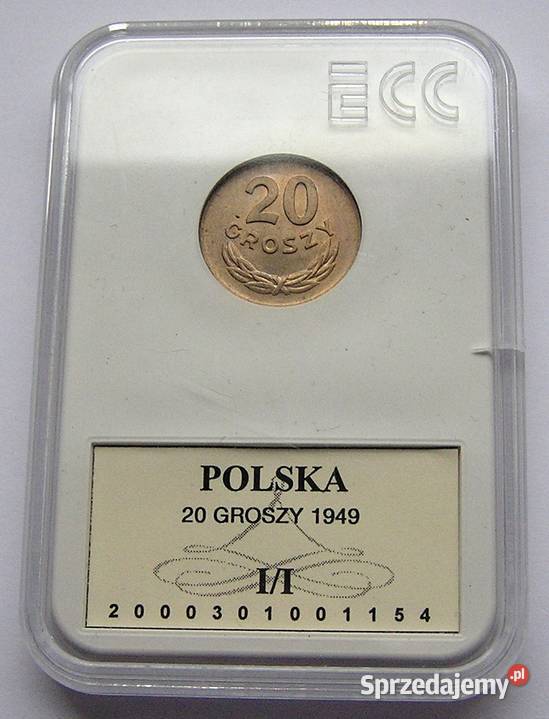 ECC
20
GROSZY
POLSKA
20 GROSZY 1949
I/I
2000301001154
Sprzedajemy.pl